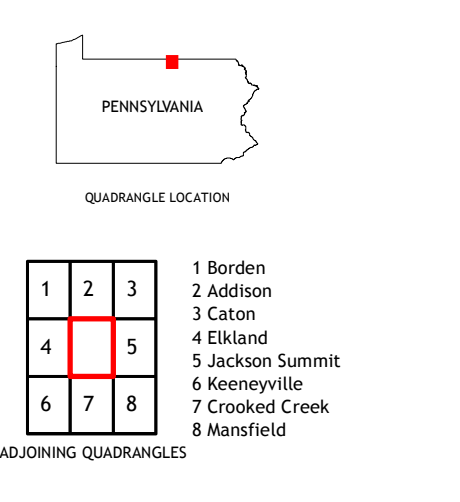 PENNSYLVANIA
QUADRANGLE LOCATION
1 2 3
4 5
6 7 8
1 Borden
2 Addison
3 Caton
4 Elkland
5 Jackson Summit
6 Keeneyville
7 Crooked Creek
8 Mansfield
ADJOINING QUADRANGLES